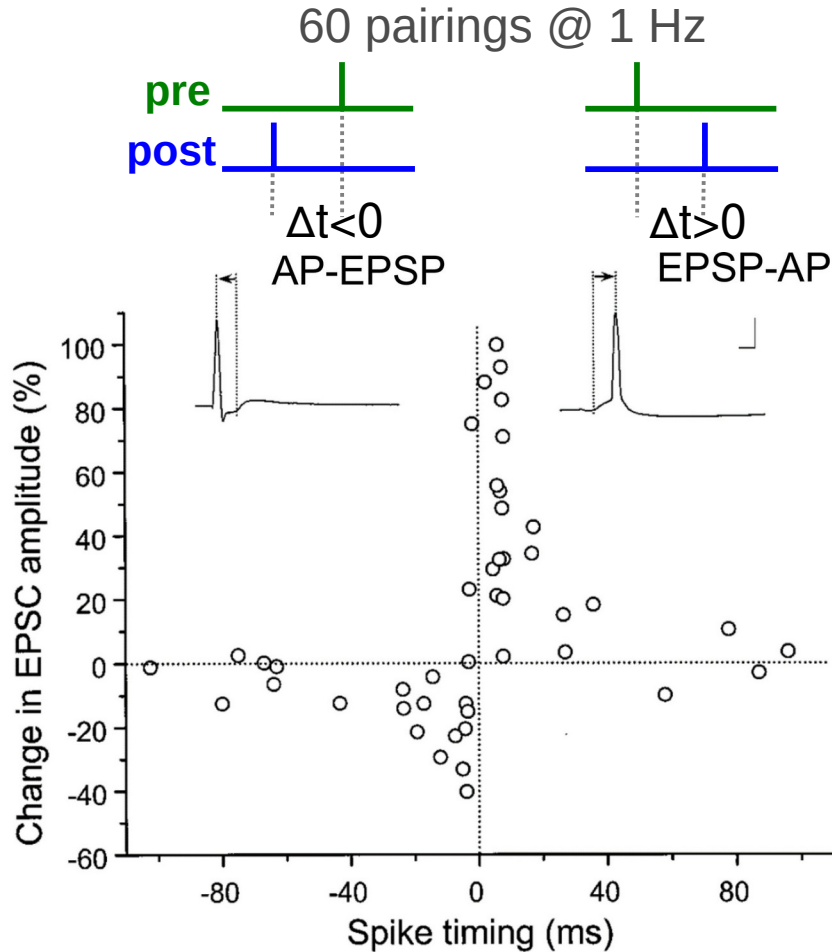 60 pairings @ 1 Hz
pre
post
Δt<0
Δt>0
AP-EPSP
EPSP-AP
Change in EPSC amplitude (%)
100
80
60
40
20
0
-20
-40
-60
-80
-40
0
40
80
Spike timing (ms)